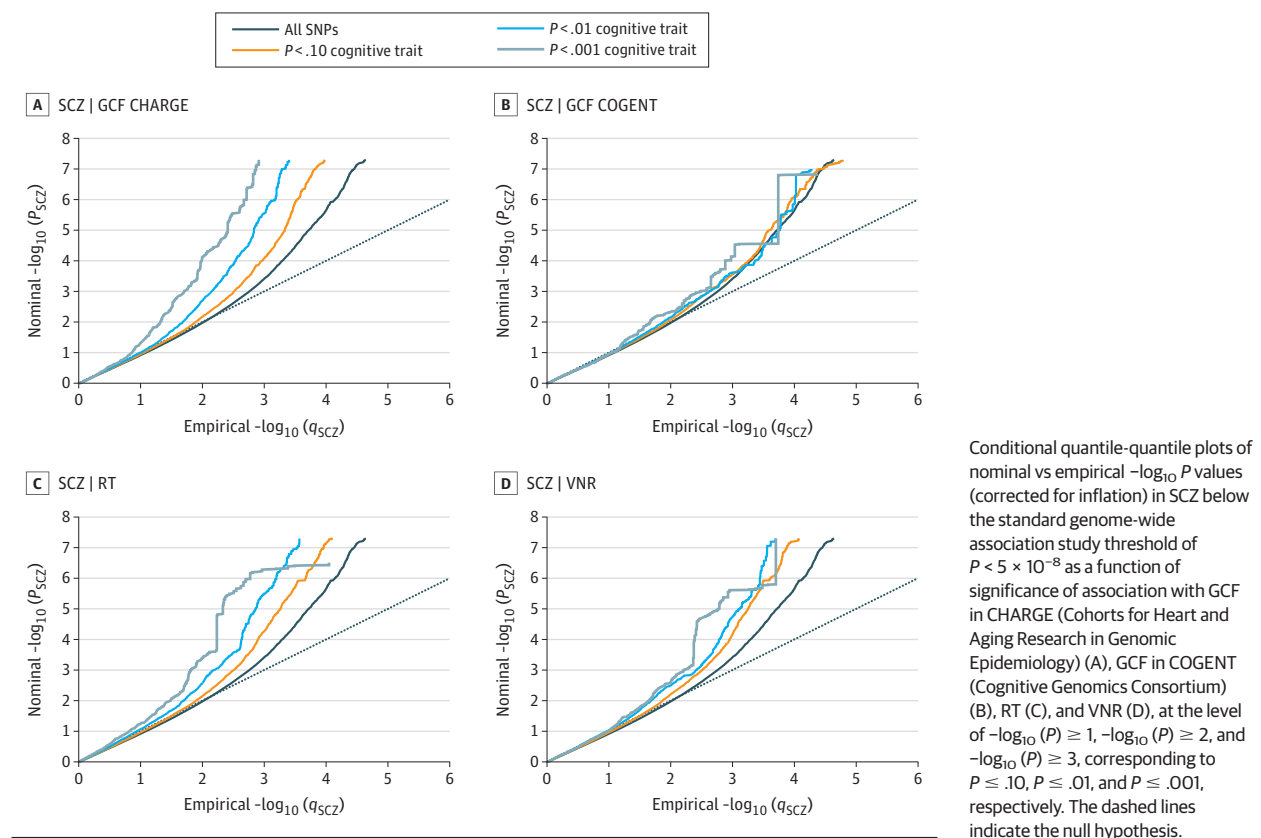 All SNPs
P < .01 cognitive trait
P < .10 cognitive trait
P < .001 cognitive trait
A SCZ | GCF CHARGE
8
7
6
5
4
3
2
1
0
Nominal -log10 (PSCZ)
0 1 2 3 4 5 6
Empirical -log10 (qSCZ)
B SCZ | GCF COGENT
8
7
6
5
4
3
2
1
0
Nominal -log10 (PSCZ)
0 1 2 3 4 5 6
Empirical -log10 (qSCZ)
C SCZ | RT
8
7
6
5
4
3
2
1
0
Nominal -log10 (PSCZ)
0 1 2 3 4 5 6
Empirical -log10 (qSCZ)
D SCZ | VNR
8
7
6
5
4
3
2
1
0
Nominal -log10 (PSCZ)
0 1 2 3 4 5 6
Empirical -log10 (qSCZ)
Conditional quantile-quantile plots of
nominal vs empirical −log10 P values
(corrected for inflation) in SCZ below
the standard genome-wide
association study threshold of
P < 5 × 10−8 as a function of
significance of association with GCF
in CHARGE (Cohorts for Heart and
Aging Research in Genomic
Epidemiology) (A), GCF in COGENT
(Cognitive Genomics Consortium)
(B), RT (C), and VNR (D), at the level
of −log10 (P) ≥ 1, −log10 (P) ≥ 2, and
−log10 (P) ≥ 3, corresponding to
P ≤ .10, P ≤ .01, and P ≤ .001,
respectively. The dashed lines
indicate the null hypothesis.